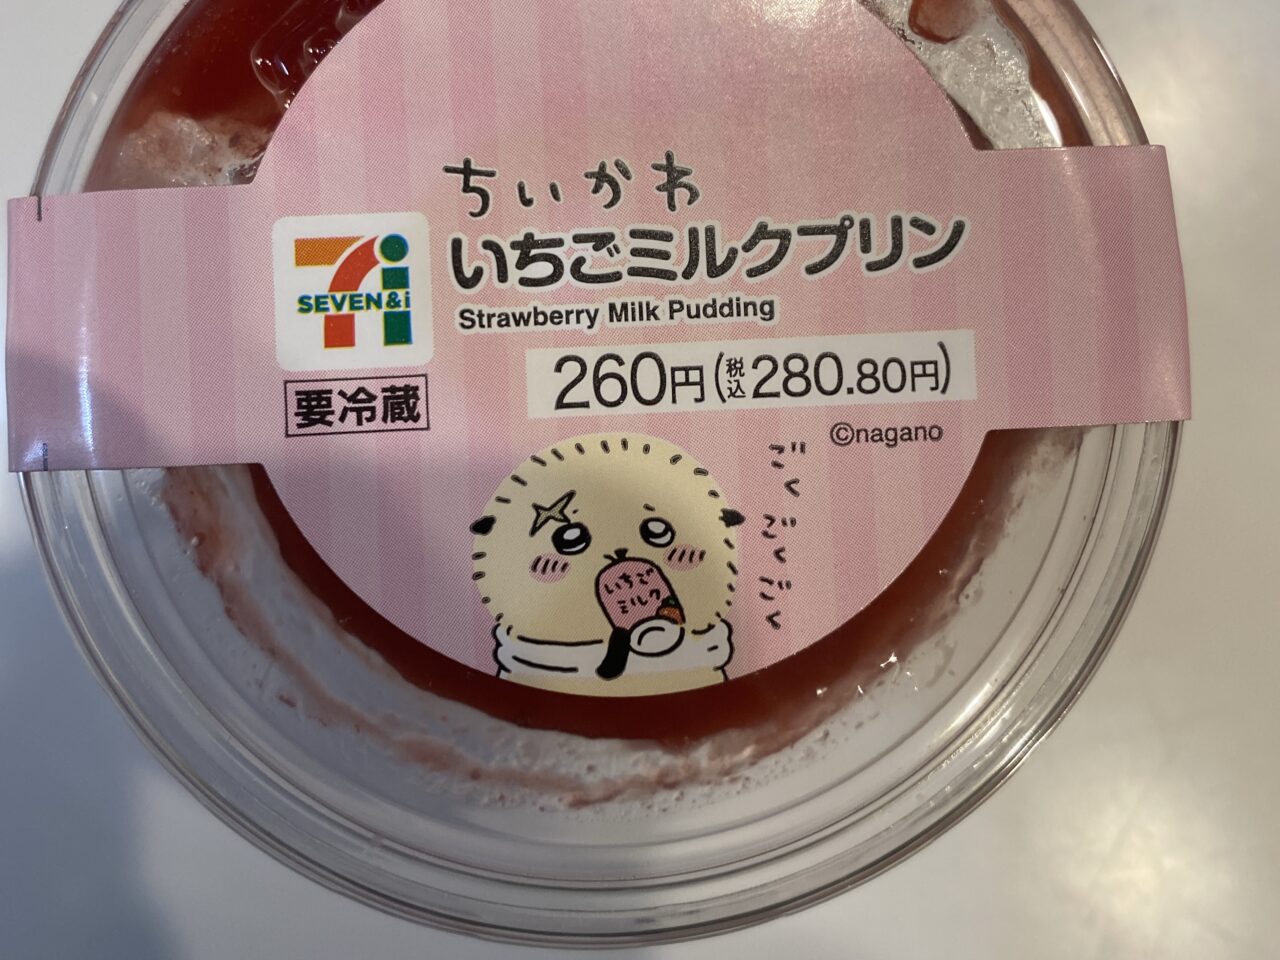 ちいかわ
いちごミルクプリン
Strawberry Milk Pudding
SEVEN&i
260円(税込280.80円)
要冷蔵
©nagano
ごく
ごく
ごく
いちご
ミルク